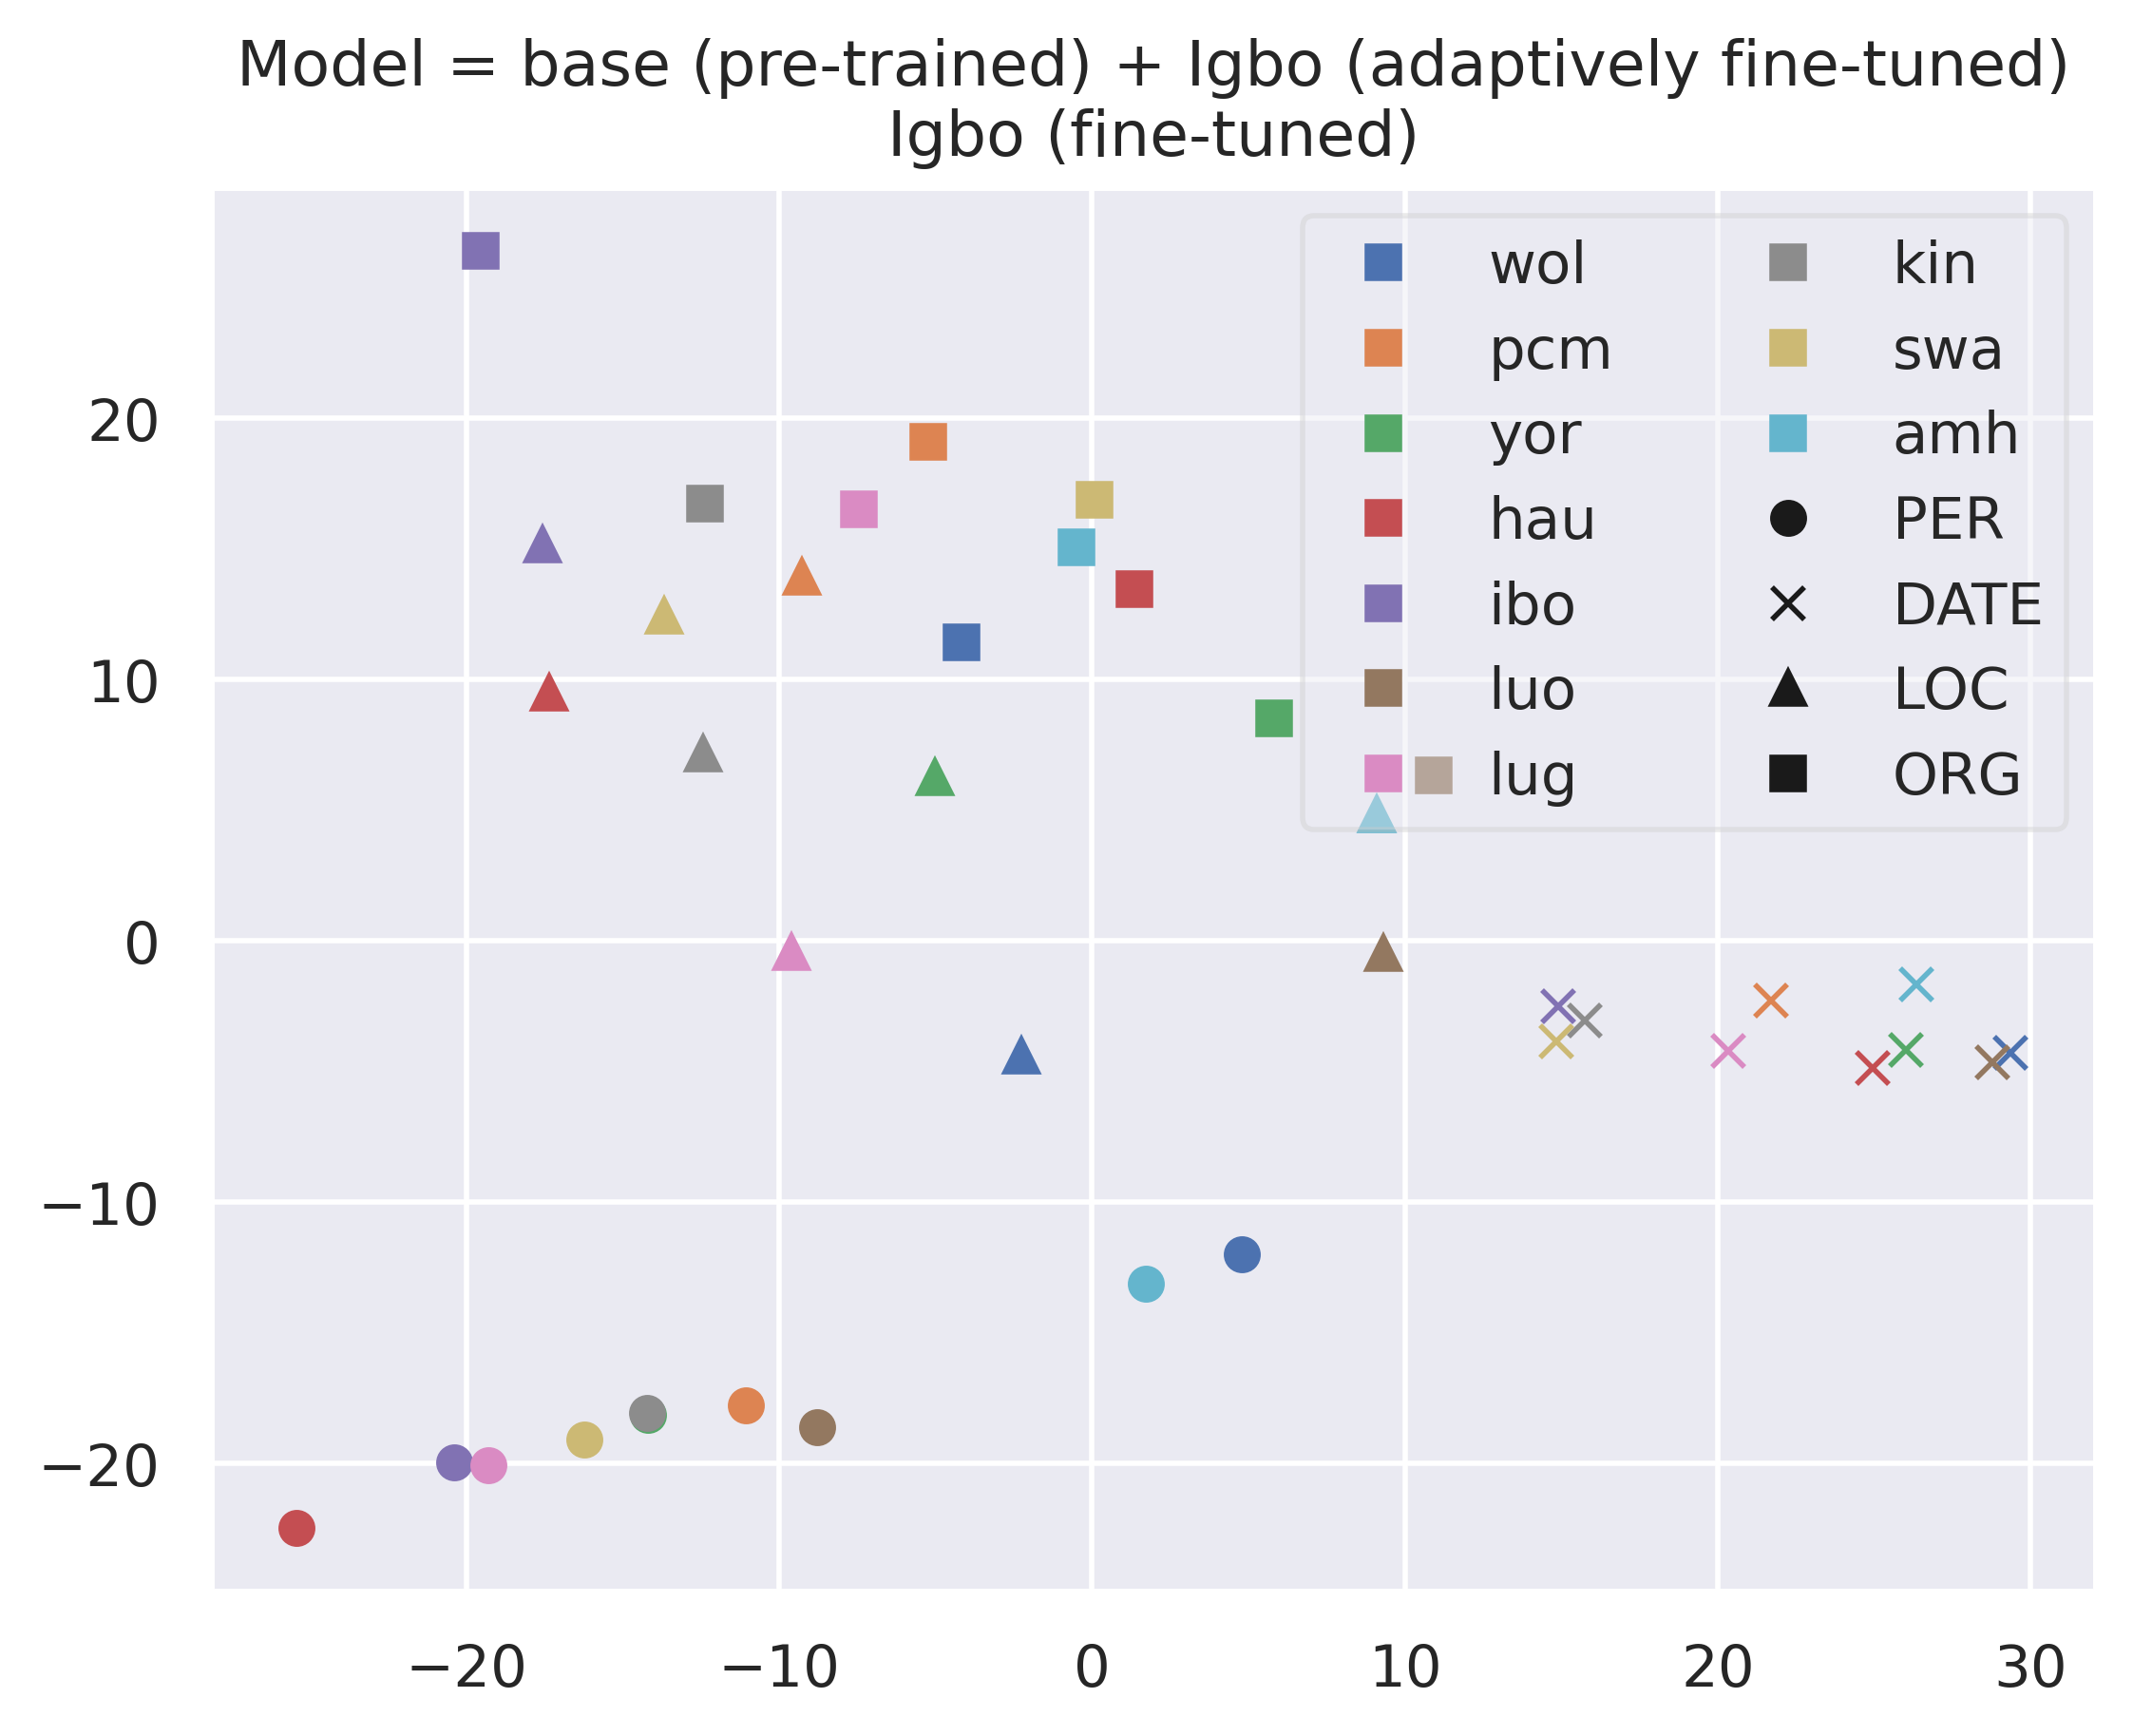 Model = base (pre-trained) + Igbo (adaptively fine-tuned)
Igbo (fine-tuned)
wol
pcm
yor
hau
ibo
luo
lug
kin
swa
amh
PER
DATE
LOC
ORG
20
10
0
−10
−20
−20
−10
0
10
20
30